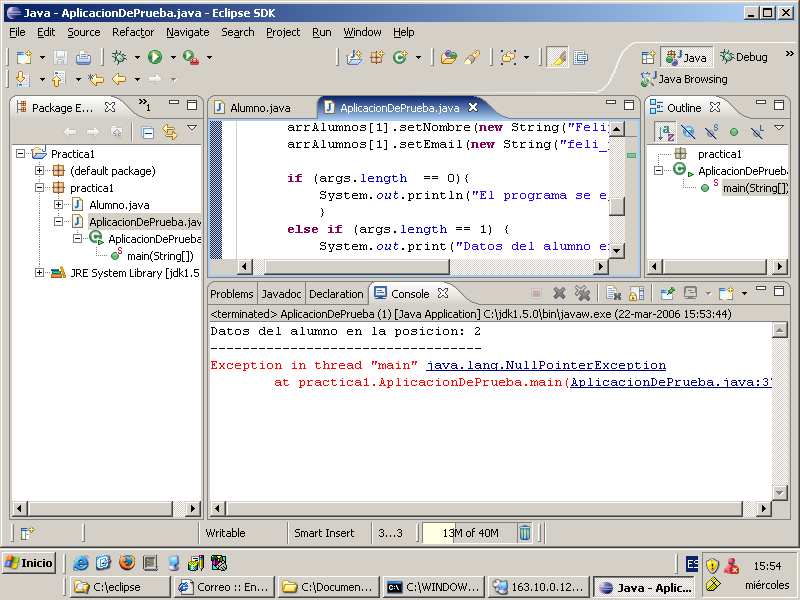 Java - AplicacionDePrueba.java - Eclipse SDK
File Edit Source Refactor Navigate Search Project Run Window Help
Java Debug
Java Browsing
Package E... »1
Practica1
(default package)
practica1
Alumno.java
AplicacionDePrueba.jav
AplicacionDePrueba
main(String[])
JRE System Library [jdk1.5
Alumno.java AplicacionDePrueba.java
arrAlumnos[1].setNombre(new String("Feli
arrAlumnos[1].setEmail(new String("feli_
if (args.length == 0){
System.out.println("El programa se e
}
else if (args.length == 1) {
System.out.print("Datos del alumno e
Outline
practica1
AplicacionDePrueba
main(String[])
Problems Javadoc Declaration Console
<terminated> AplicacionDePrueba (1) [Java Application] C:\jdk1.5.0\bin\javaw.exe (22-mar-2006 15:53:44)
Datos del alumno en la posicion: 2
----------------------------------
Exception in thread "main" java.lang.NullPointerException
at practica1.AplicacionDePrueba.main(AplicacionDePrueba.java:37
Writable Smart Insert 3...3 13M of 40M
Inicio ES 15:54
C:\eclipse Correo :: En... C:\Documen... C:\WINDOW... 163.10.0.12... Java - Aplic... miércoles